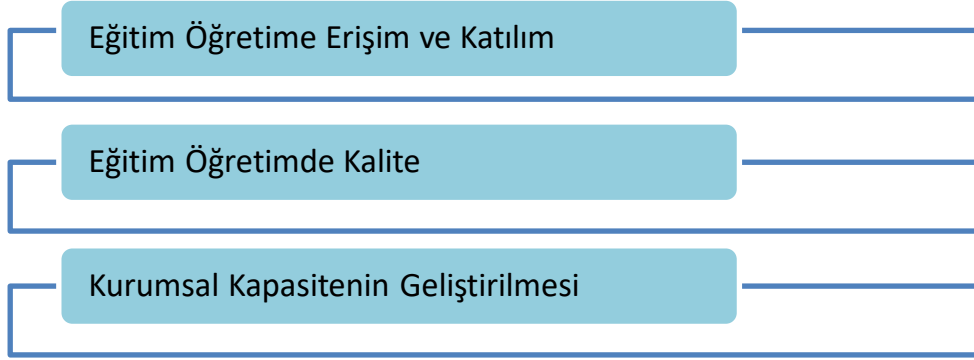 Eğitim Öğretime Erişim ve Katılım
Eğitim Öğretimde Kalite
Kurumsal Kapasitenin Geliştirilmesi